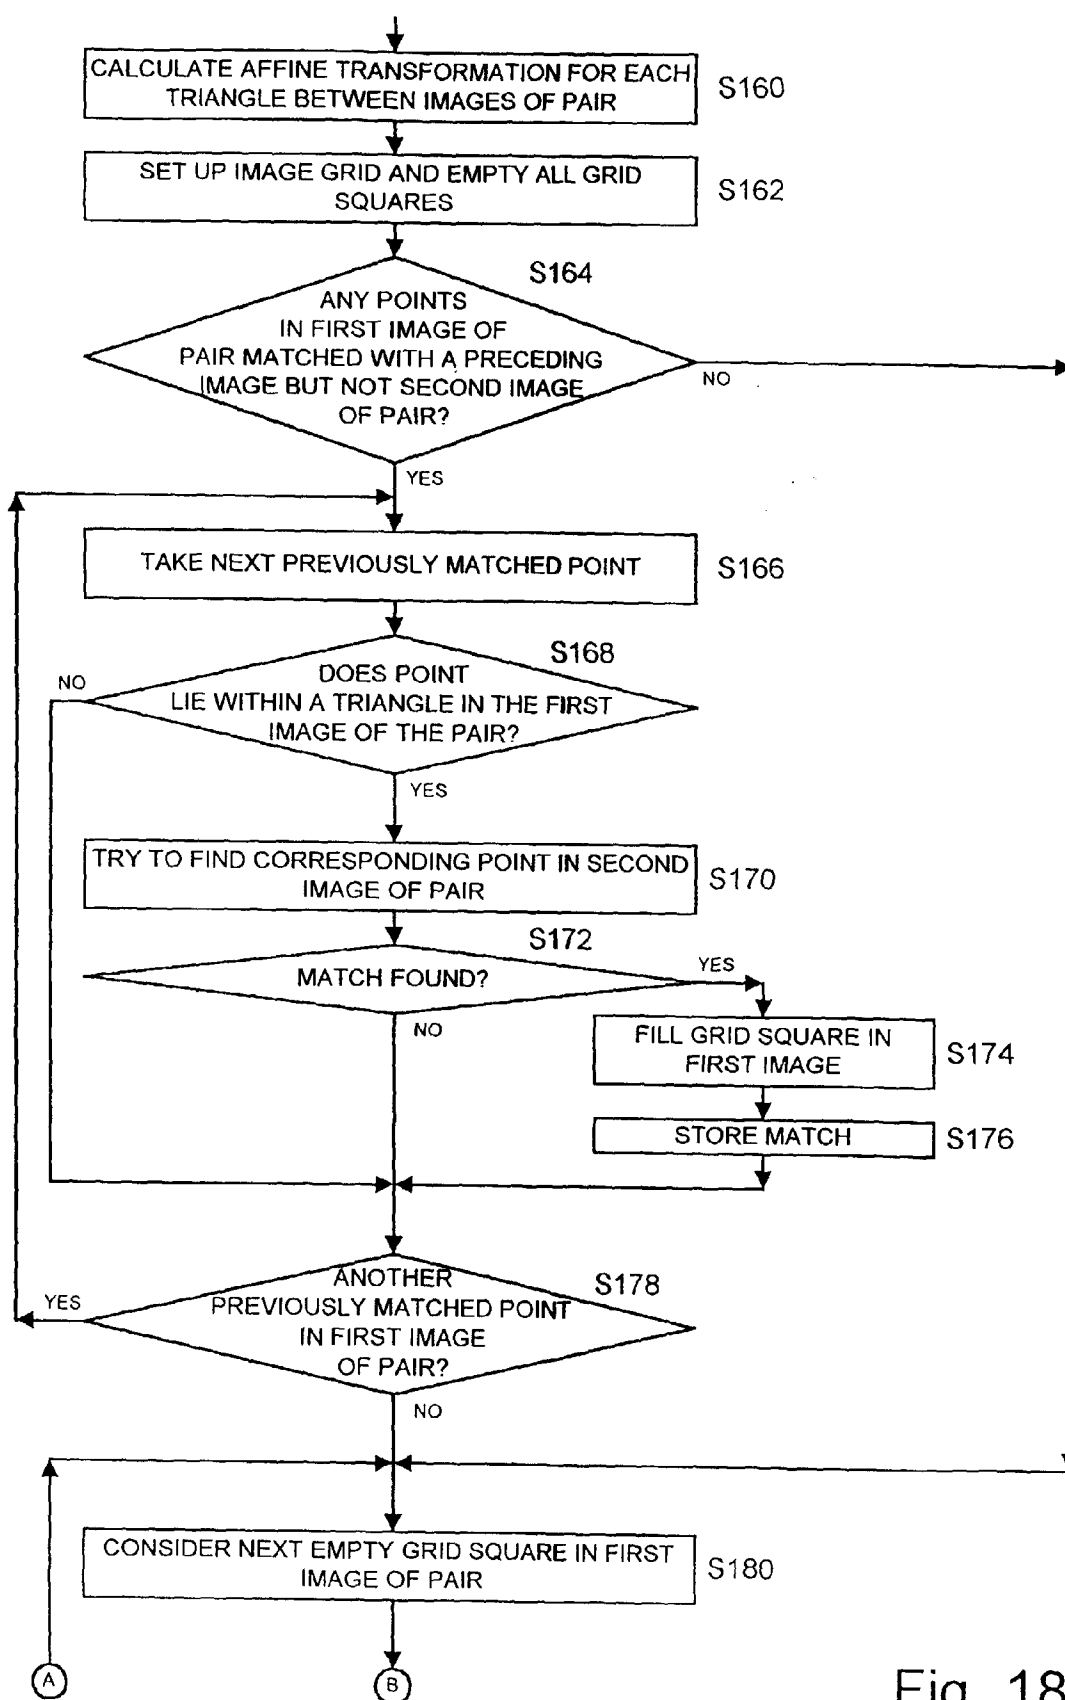 CALCULATE AFFINE TRANSFORMATION FOR EACH
TRIANGLE BETWEEN IMAGES OF PAIR
S160
SET UP IMAGE GRID AND EMPTY ALL GRID
SQUARES
S162
S164
ANY POINTS
IN FIRST IMAGE OF
PAIR MATCHED WITH A PRECEDING
IMAGE BUT NOT SECOND IMAGE
OF PAIR?
NO
YES
TAKE NEXT PREVIOUSLY MATCHED POINT
S166
S168
DOES POINT
LIE WITHIN A TRIANGLE IN THE FIRST
IMAGE OF THE PAIR?
NO
YES
TRY TO FIND CORRESPONDING POINT IN SECOND
IMAGE OF PAIR
S170
S172
MATCH FOUND?
YES
NO
FILL GRID SQUARE IN
FIRST IMAGE
S174
STORE MATCH
S176
S178
ANOTHER
PREVIOUSLY MATCHED POINT
IN FIRST IMAGE
OF PAIR?
YES
NO
CONSIDER NEXT EMPTY GRID SQUARE IN FIRST
IMAGE OF PAIR
S180
A
B
Fig. 18